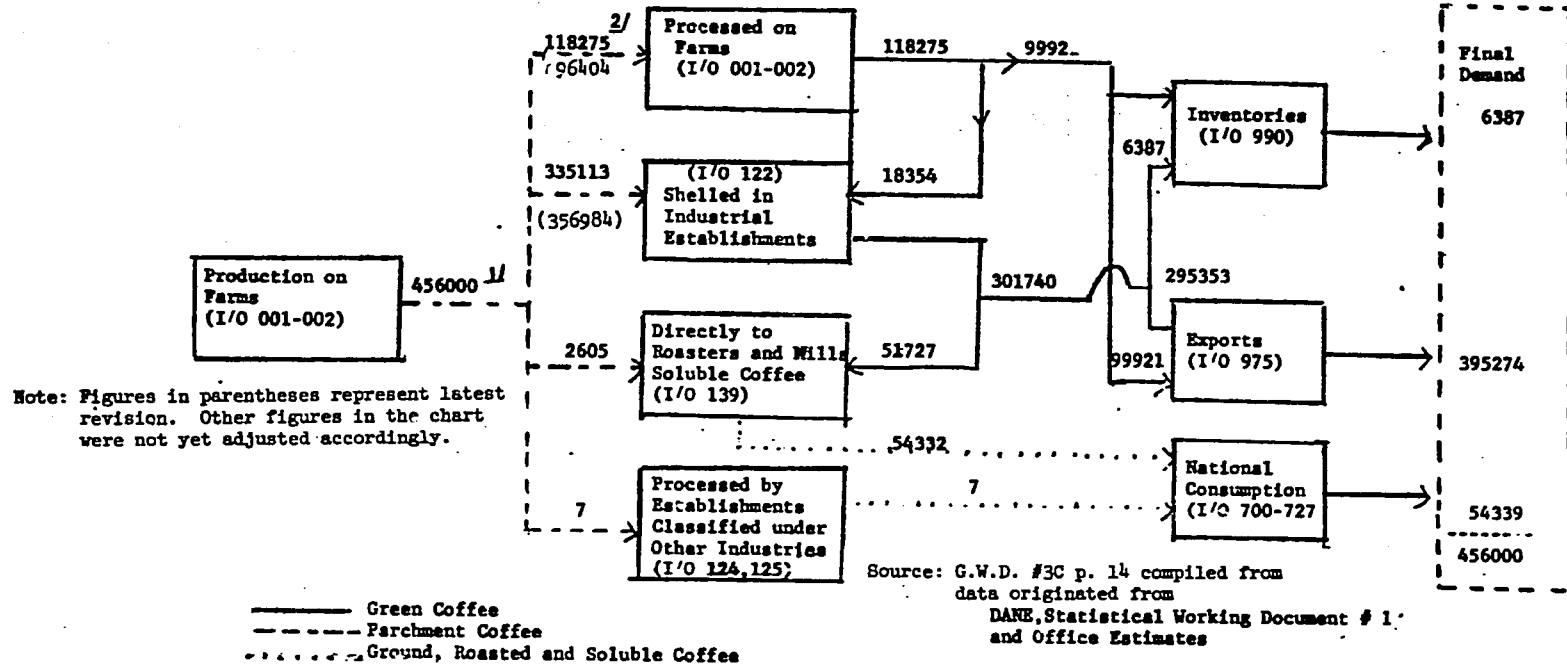 118275 2/
(96404
Processed on
Farms
(I/O 001-002)
118275
9992
335113
(356984)
(I/O 122)
Shelled in
Industrial
Establishments
18354
Production on
Farms
(I/O 001-002)
456000 1/
301740
2605
Directly to
Roasters and Mills
Soluble Coffee
(I/O 139)
51727
7
Processed by
Establishments
Classified under
Other Industries
(I/O 124,125)
54332
7
Inventories
(I/O 990)
6387
295353
Exports
(I/O 975)
99921
National
Consumption
(I/O 700-727
Final
Demand
6387
395274
54339
456000
Note: Figures in parentheses represent latest
revision. Other figures in the chart
were not yet adjusted accordingly.
Source: G.W.D. #3C p. 14 compiled from
data originated from
DANE, Statistical Working Document # 1
and Office Estimates
Green Coffee
Parchment Coffee
Ground, Roasted and Soluble Coffee